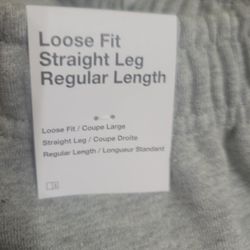 Loose Fit
Straight Leg
Regular Length
Loose Fit / Coupe Large
Straight Leg / Coupe Droite
Regular Length / Longueur Standard